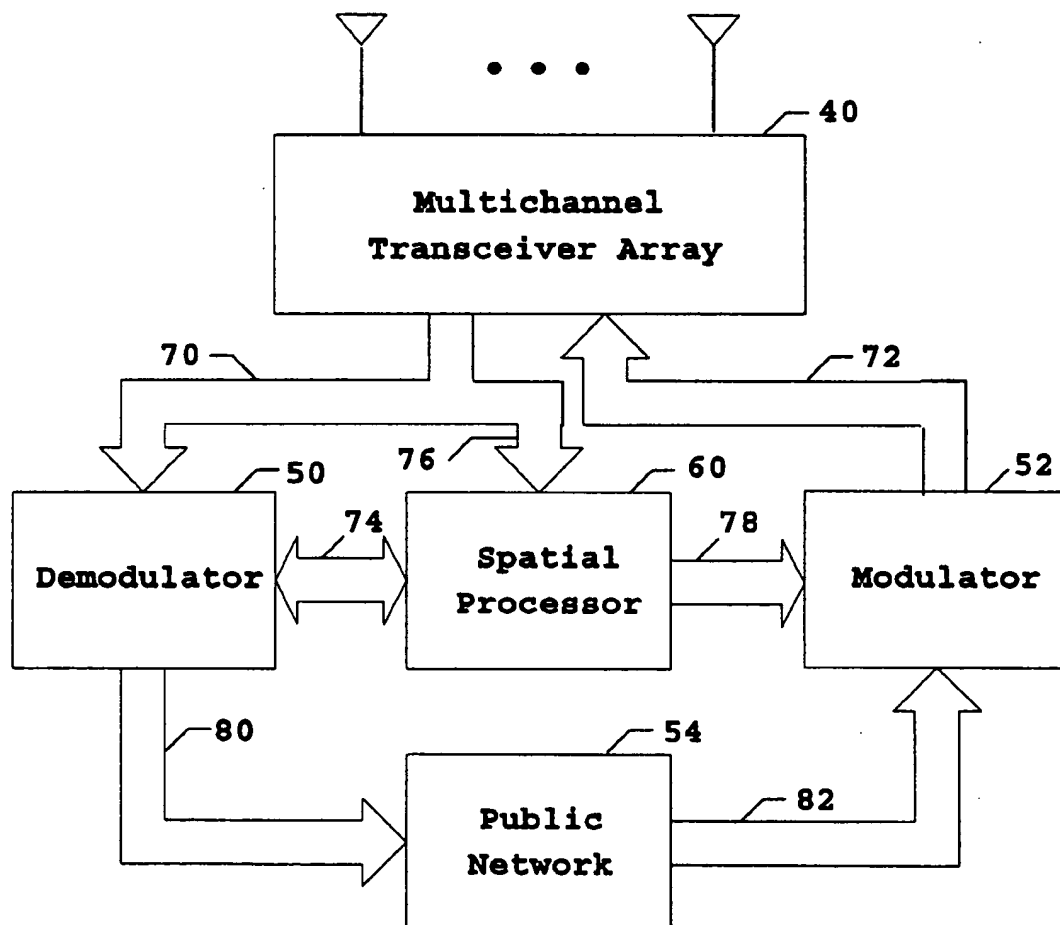 40
Multichannel
Transceiver Array
70
72
76
50
60
52
74
78
Demodulator
Spatial
Processor
Modulator
80
54
82
Public
Network